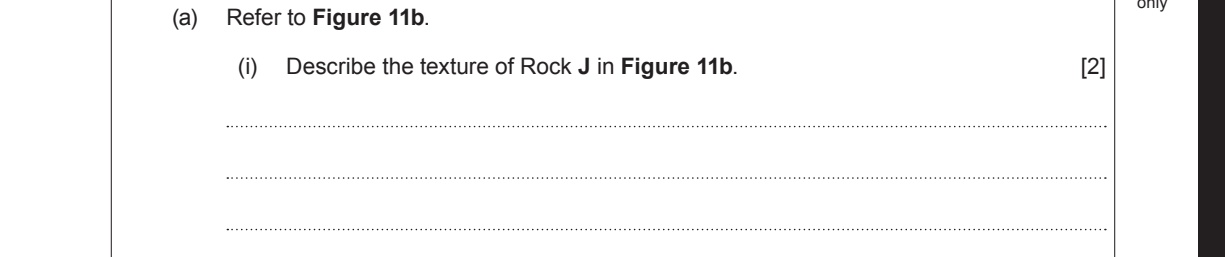 only
(a) Refer to Figure 11b.
(i) Describe the texture of Rock J in Figure 11b. [2]